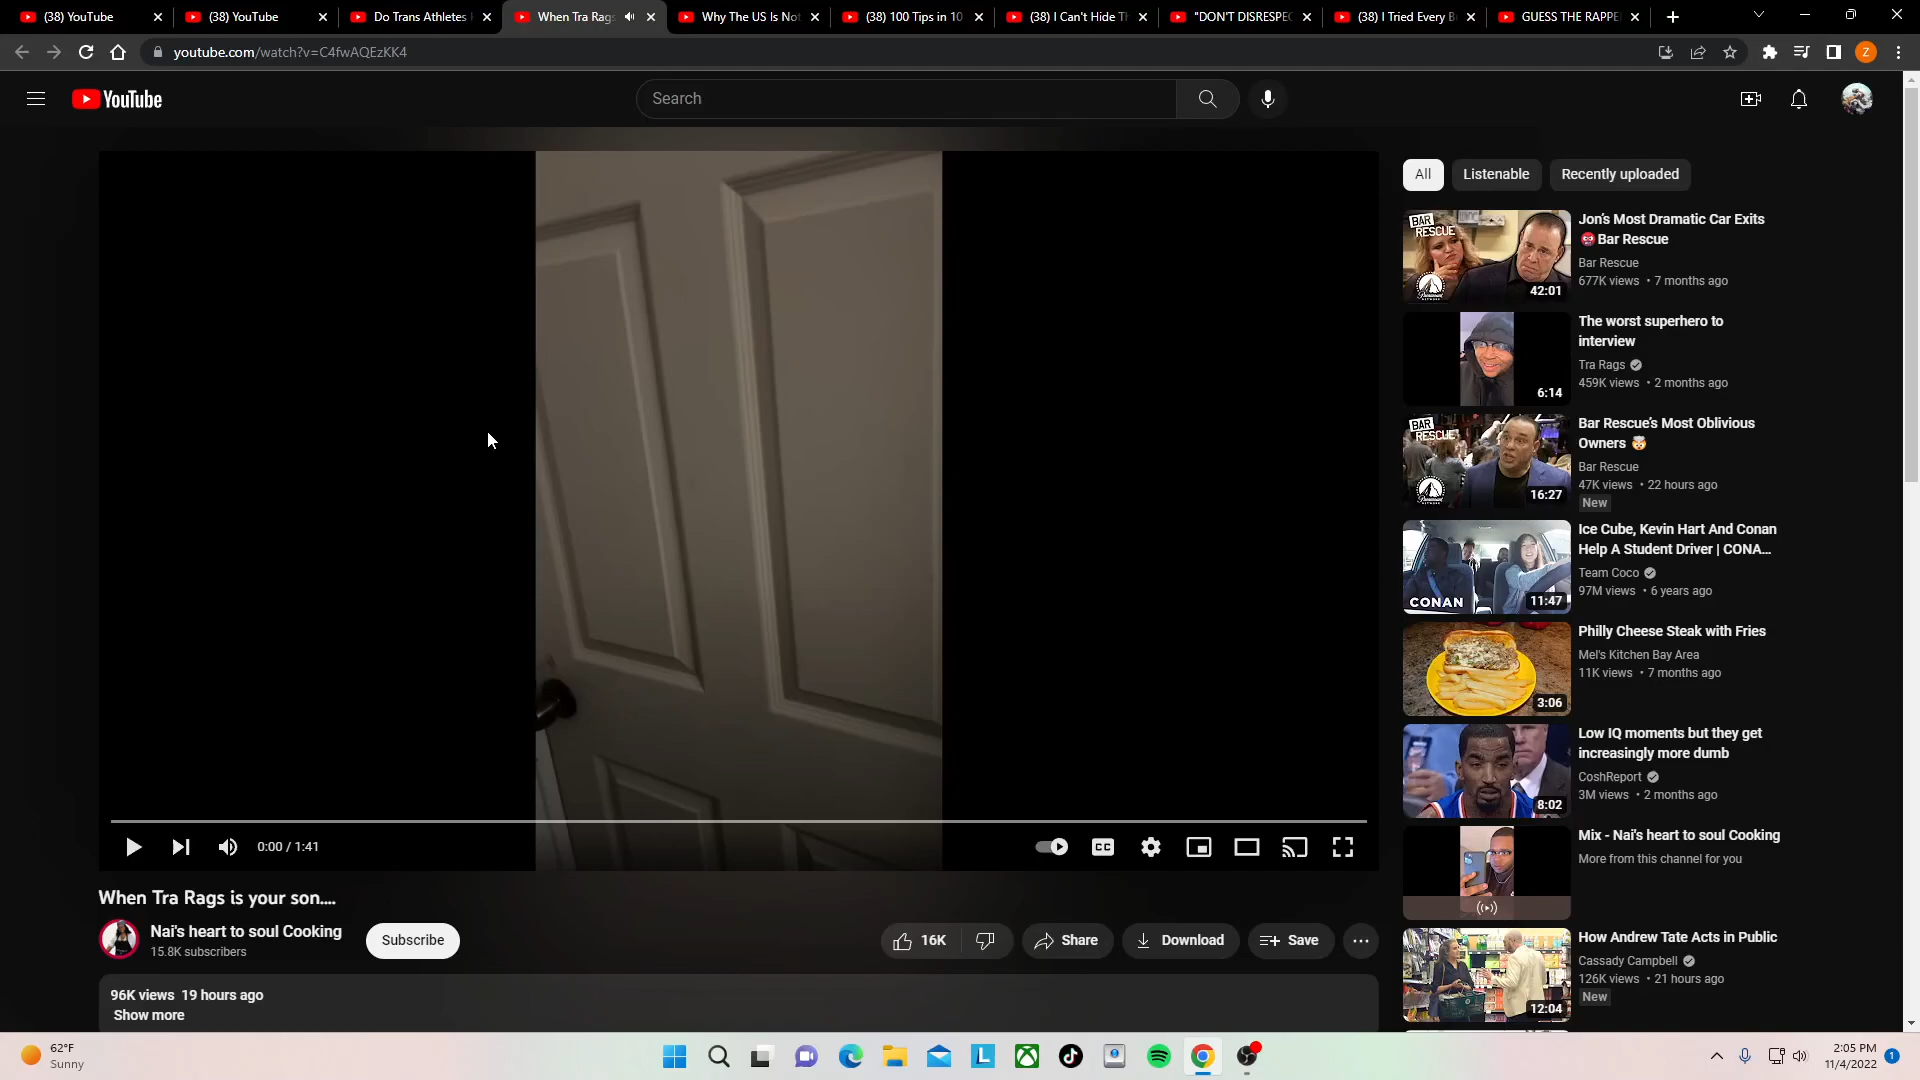 (38) YouTube
(38) YouTube
Do Trans Athletes
When Tra Rags
Why The US Is Not
(38) 100 Tips in 10
(38) I Can't Hide Th
"DON'T DISRESPEC
(38) I Tried Every B
GUESS THE RAPPE
youtube.com/watch?v=C4fwAQEzKK4
Z
YouTube
Search
All
Listenable
Recently uploaded
BAR RESCUE
42:01
Jon's Most Dramatic Car Exits
😡Bar Rescue
Bar Rescue
677K views • 7 months ago
6:14
The worst superhero to
interview
Tra Rags
459K views • 2 months ago
BAR RESCUE
16:27
Bar Rescue's Most Oblivious
Owners 🤯
Bar Rescue
47K views • 22 hours ago
New
CONAN
11:47
Ice Cube, Kevin Hart And Conan
Help A Student Driver | CONA...
Team Coco
97M views • 6 years ago
3:06
Philly Cheese Steak with Fries
Mel's Kitchen Bay Area
11K views • 7 months ago
8:02
Low IQ moments but they get
increasingly more dumb
CoshReport
3M views • 2 months ago
Mix - Nai's heart to soul Cooking
More from this channel for you
12:04
How Andrew Tate Acts in Public
Cassady Campbell
126K views • 21 hours ago
New
0:00 / 1:41
CC
When Tra Rags is your son....
Nai's heart to soul Cooking
15.8K subscribers
Subscribe
16K
Share
Download
Save
96K views 19 hours ago
Show more
62°F
Sunny
L
2:05 PM
11/4/2022
1